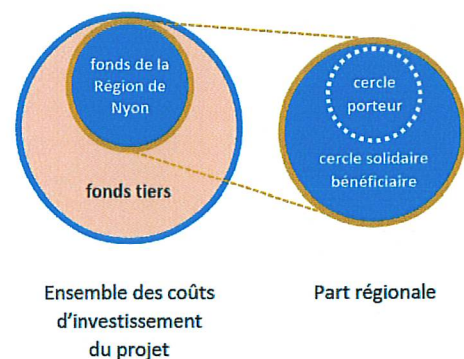 fonds de la
Région de
Nyon
fonds tiers
cercle
porteur
cercle solidaire
bénéficiaire
Ensemble des coûts
d'investissement
du projet
Part régionale